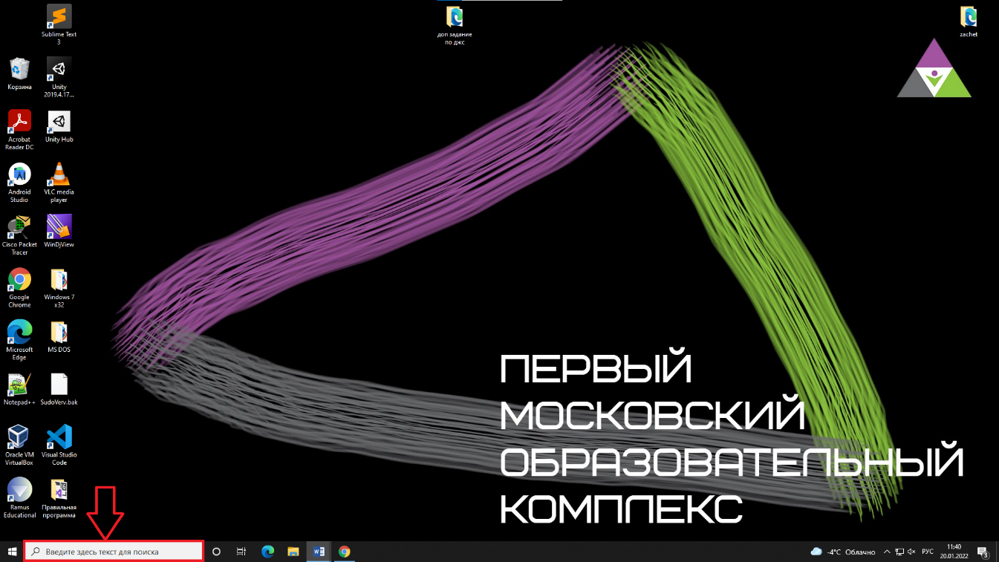 Sublime Text
3
Корзина
Unity
2019.4.17...
Acrobat
Reader DC
Unity Hub
Android
Studio
VLC media
player
Cisco Packet
Tracer
WinDjView
Google
Chrome
Windows 7
x32
Microsoft
Edge
MS DOS
Notepad++
SudoVerv.bak
Oracle VM
VirtualBox
Visual Studio
Code
Ramus
Educational
Правильная
программа
доп задание
по джс
zachet
ПЕРВЫЙ
МОСКОВСКИЙ
ОБРАЗОВАТЕЛЬНЫЙ
КОМПЛЕКС
Введите здесь текст для поиска
-4°C Облачно
РУС
11:40
20.01.2022
3